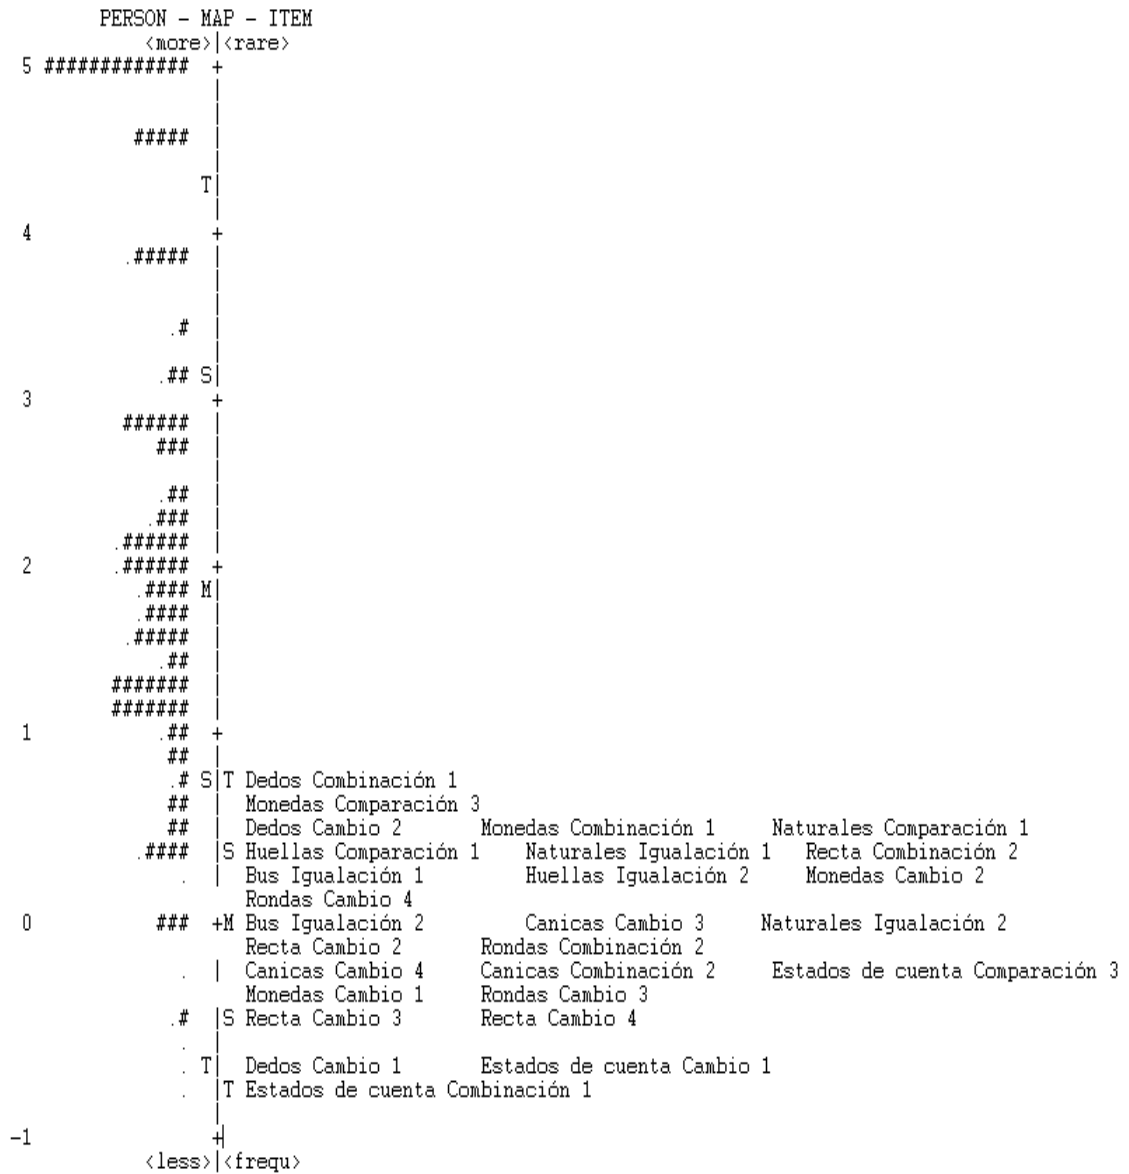 PERSON - MAP - ITEM
<more>|<rare>
5 ############# +
|
|
##### |
|
T|
|
4 +
.##### |
|
|
.# |
|
.## S|
3 +
###### |
### |
|
.## |
.### |
.###### |
2 .###### +
.#### M|
.#### |
.##### |
.## |
####### |
####### |
1 .## +
## |
.# S|T Dedos Combinación 1
## | Monedas Comparación 3
## | Dedos Cambio 2 Monedas Combinación 1 Naturales Comparación 1
.#### |S Huellas Comparación 1 Naturales Igualación 1 Recta Combinación 2
. | Bus Igualación 1 Huellas Igualación 2 Monedas Cambio 2
Rondas Cambio 4
0 ### +M Bus Igualación 2 Canicas Cambio 3 Naturales Igualación 2
Recta Cambio 2 Rondas Combinación 2
. | Canicas Cambio 4 Canicas Combinación 2 Estados de cuenta Comparación 3
Monedas Cambio 1 Rondas Cambio 3
.# |S Recta Cambio 3 Recta Cambio 4
. |
. T| Dedos Cambio 1 Estados de cuenta Cambio 1
. |T Estados de cuenta Combinación 1
|
-1 +|
<less>|<frequ>